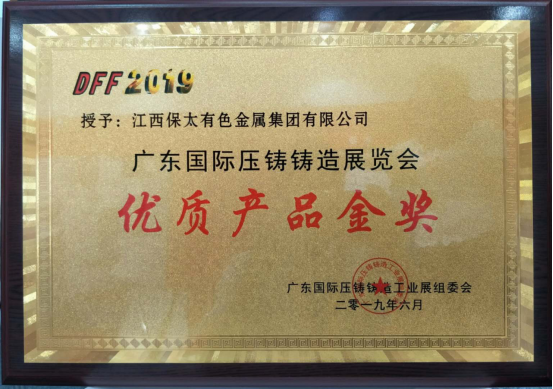 DFF 2019
授予：江西保太有色金属集团有限公司
广东国际压铸铸造展览会
优质产品金奖
广东国际压铸铸造工业展组委会
二零一九年六月